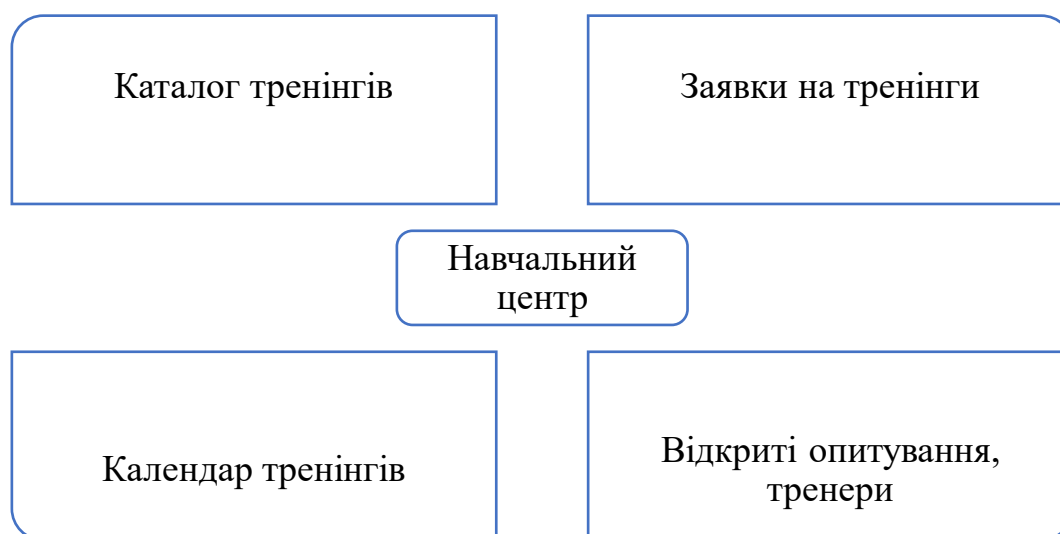 Каталог тренінгів
Заявки на тренінги
Навчальний
центр
Календар тренінгів
Відкриті опитування,
тренери